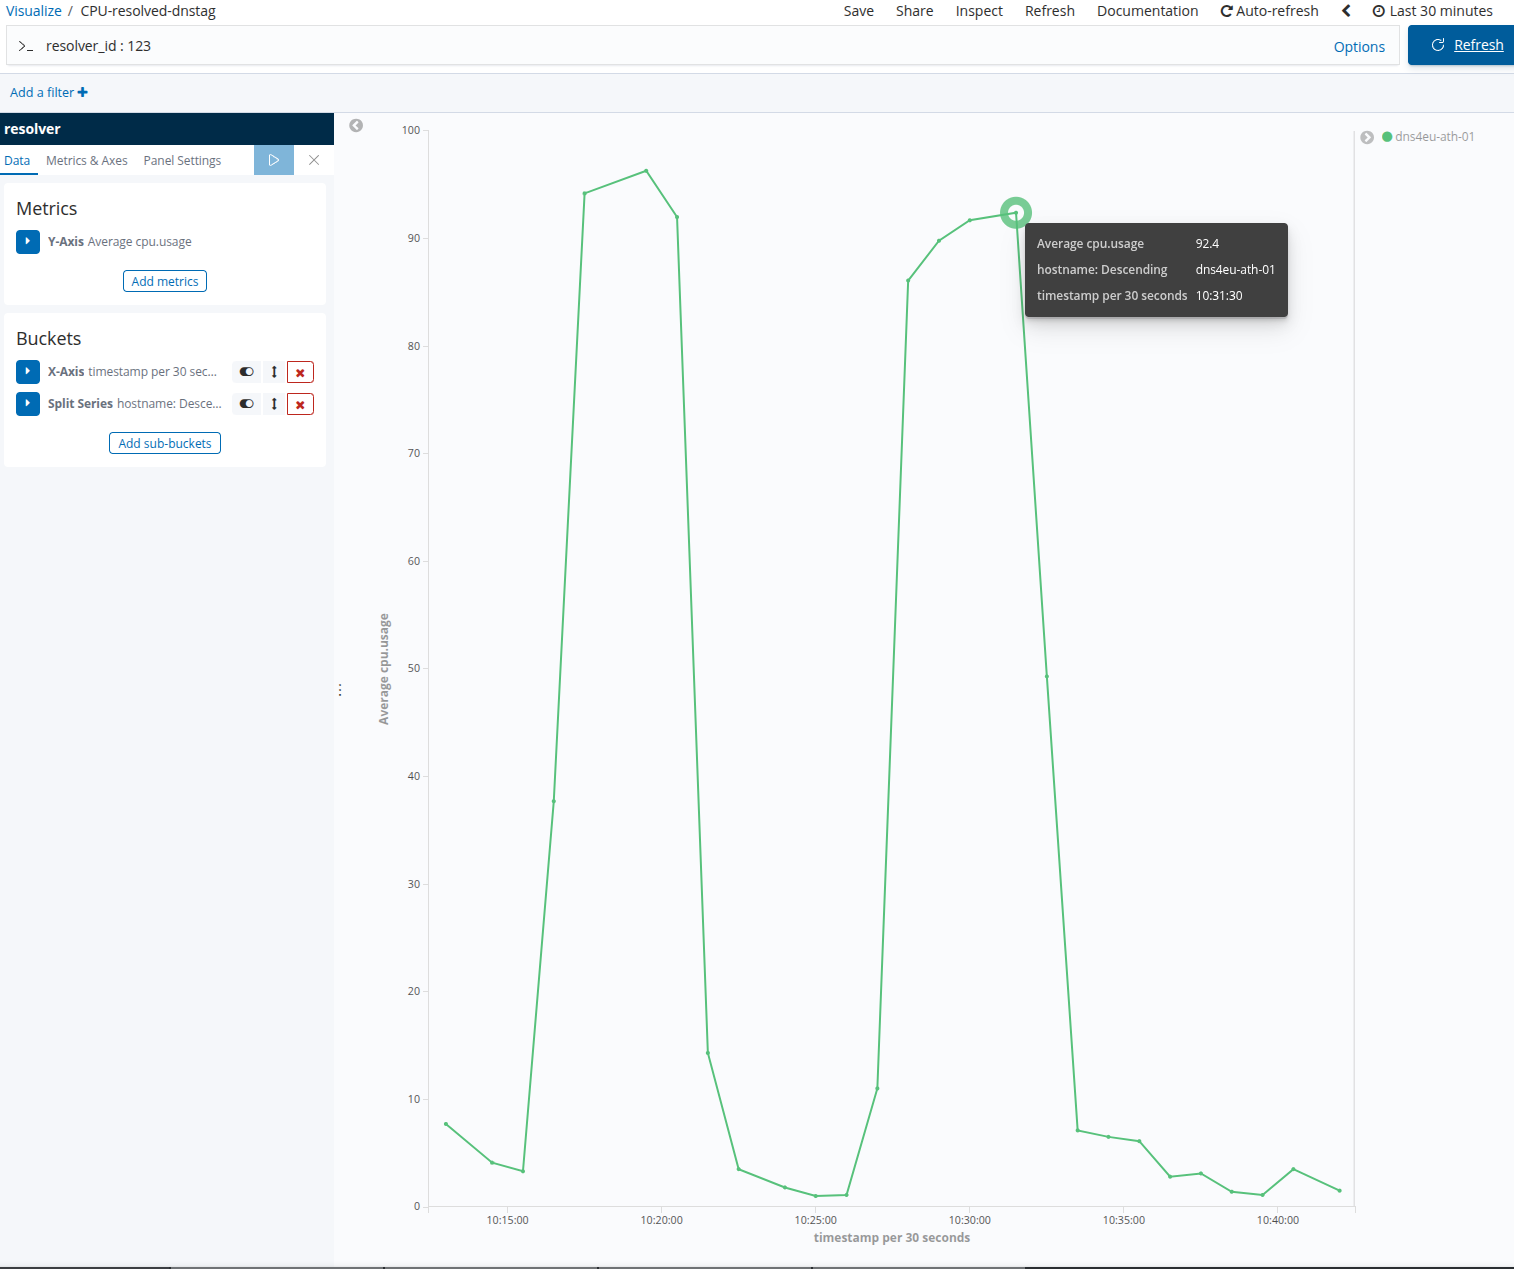 Visualize / CPU-resolved-dnstag
Save Share Inspect Refresh Documentation Auto-refresh Last 30 minutes
>_ resolver_id : 123
Options
Refresh
Add a filter
resolver
Data Metrics & Axes Panel Settings
Metrics
Y-Axis Average cpu.usage
Add metrics
Buckets
X-Axis timestamp per 30 sec...
Split Series hostname: Desce...
Add sub-buckets
100
90
80
70
60
50
40
30
20
10
0
Average cpu.usage
10:15:00 10:20:00 10:25:00 10:30:00 10:35:00 10:40:00
timestamp per 30 seconds
Average cpu.usage 92.4
hostname: Descending dns4eu-ath-01
timestamp per 30 seconds 10:31:30
dns4eu-ath-01